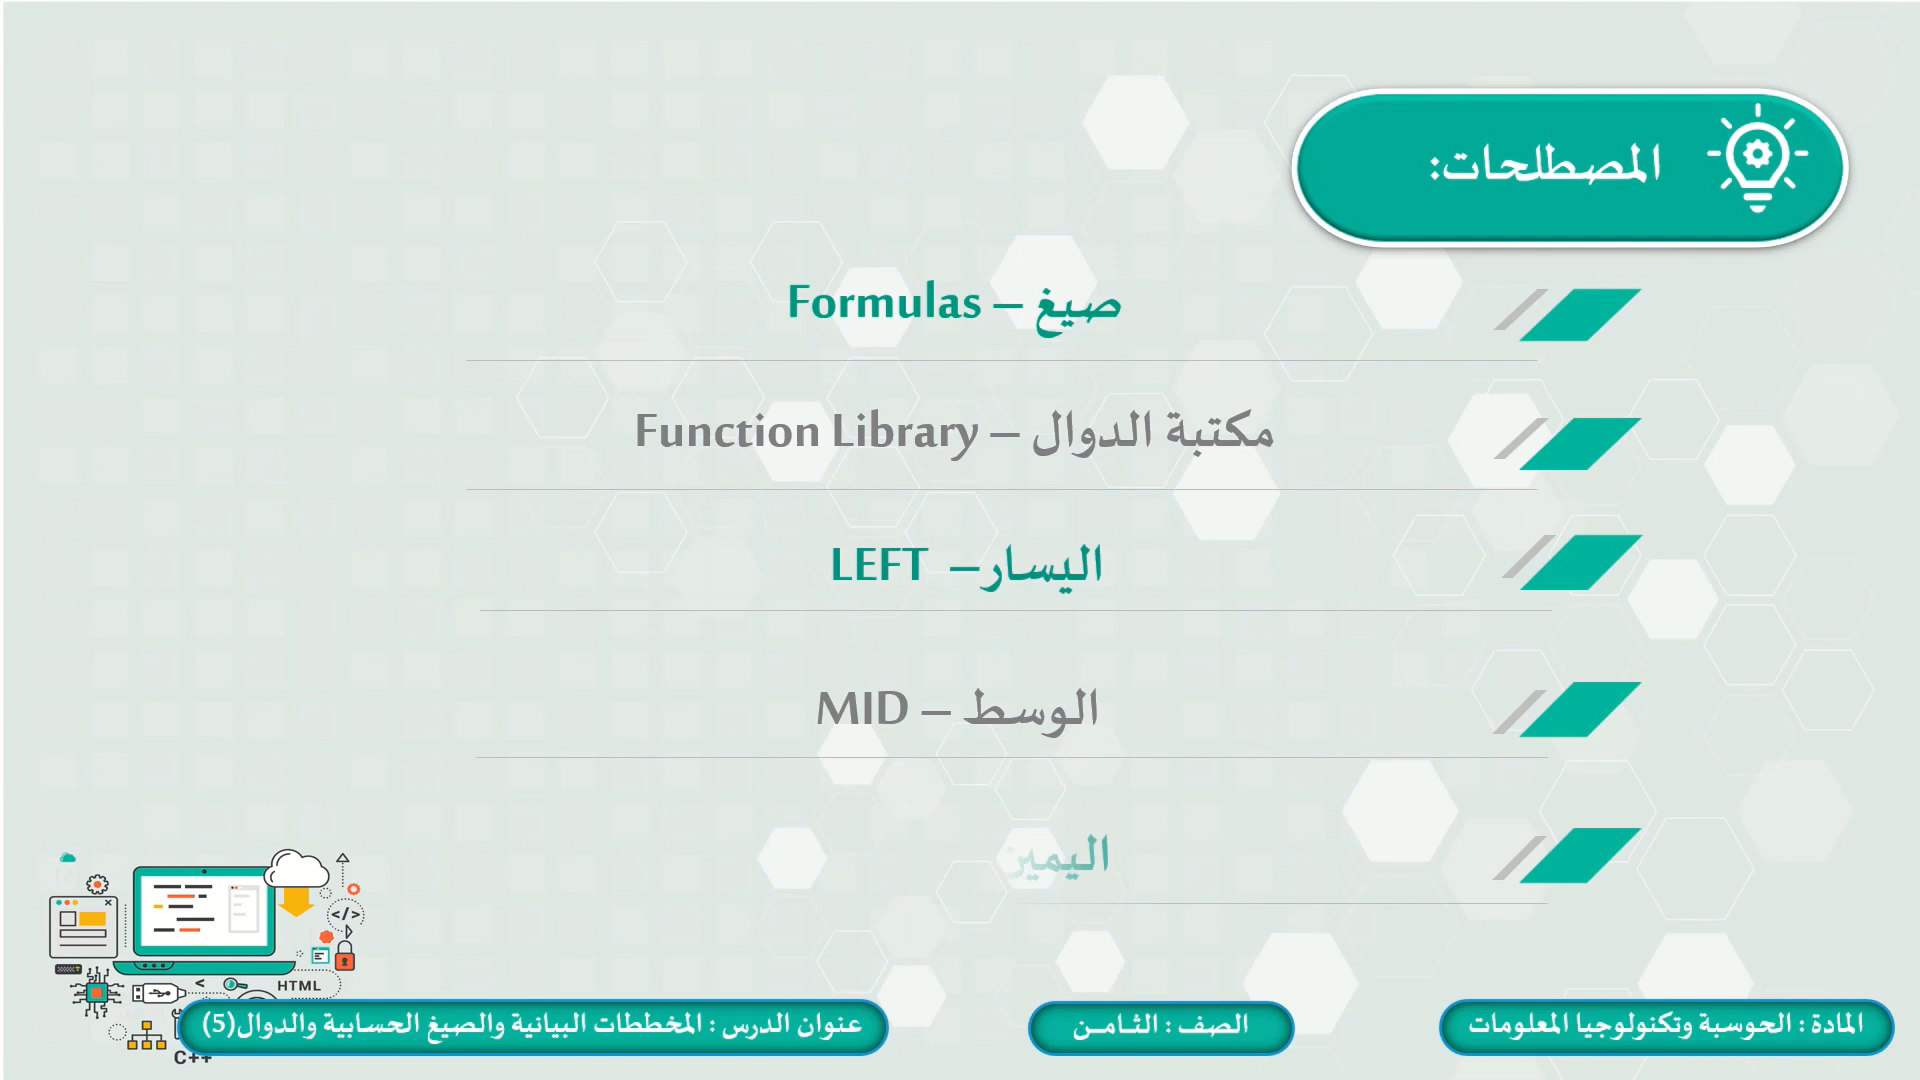 المصطلحات:
صيغ – Formulas
مكتبة الدوال – Function Library
اليسار– LEFT
الوسط – MID
اليمين
</>
<
HTML
C++
المادة : الحوسبة وتكنولوجيا المعلومات
الصف : الثامن
عنوان الدرس : المخططات البيانية والصيغ الحسابية والدوال(5)